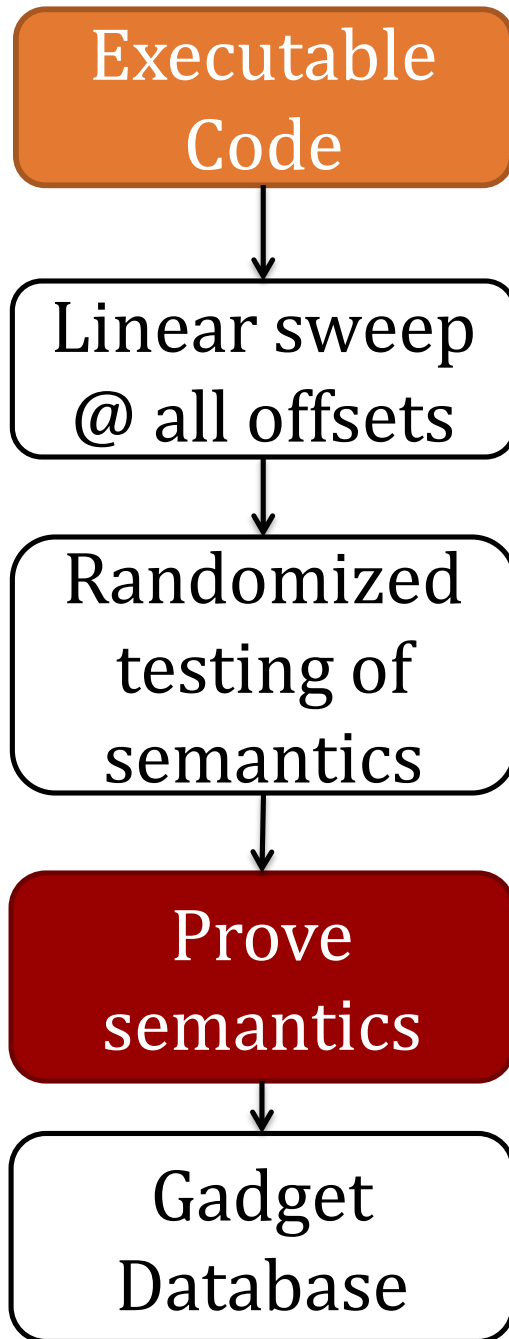 Executable
Code
Linear sweep
@ all offsets
Randomized
testing of
semantics
Prove
semantics
Gadget
Database